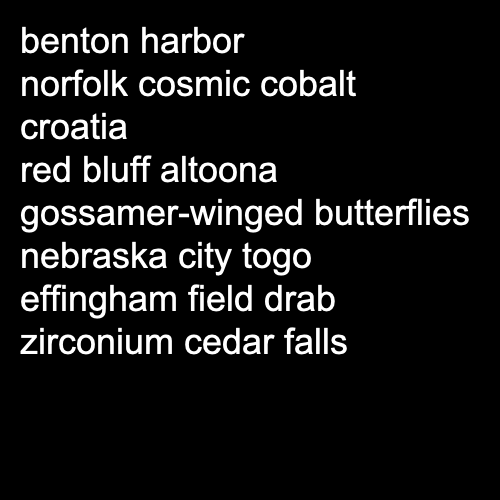 benton harbor
norfolk cosmic cobalt
croatia
red bluff altoona
gossamer-winged butterflies
nebraska city togo
effingham field drab
zirconium cedar falls